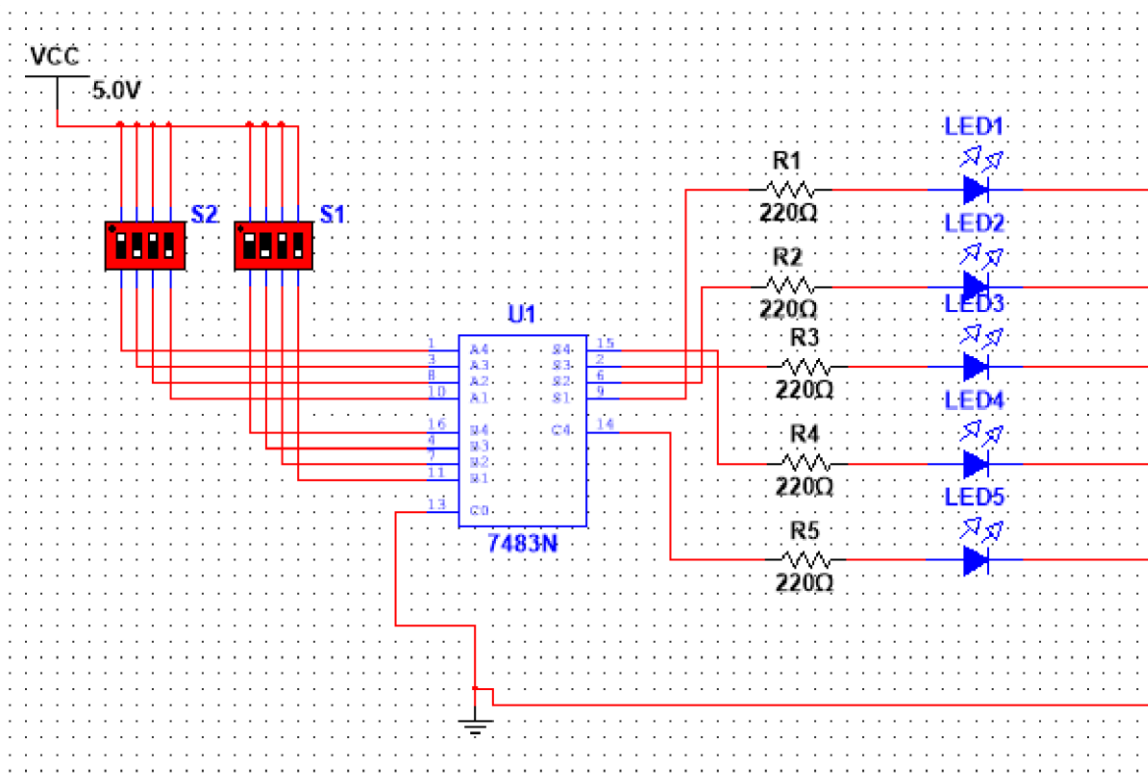 VCC
5.0V
S2
S1
U1
1
3
8
10
16
4
7
11
13
A4
A3
A2
A1
B4
B3
B2
B1
C0
S4
S3
S2
S1
C4
15
2
6
9
14
7483N
R1
220Ω
R2
220Ω
R3
220Ω
R4
220Ω
R5
220Ω
LED1
LED2
LED3
LED4
LED5